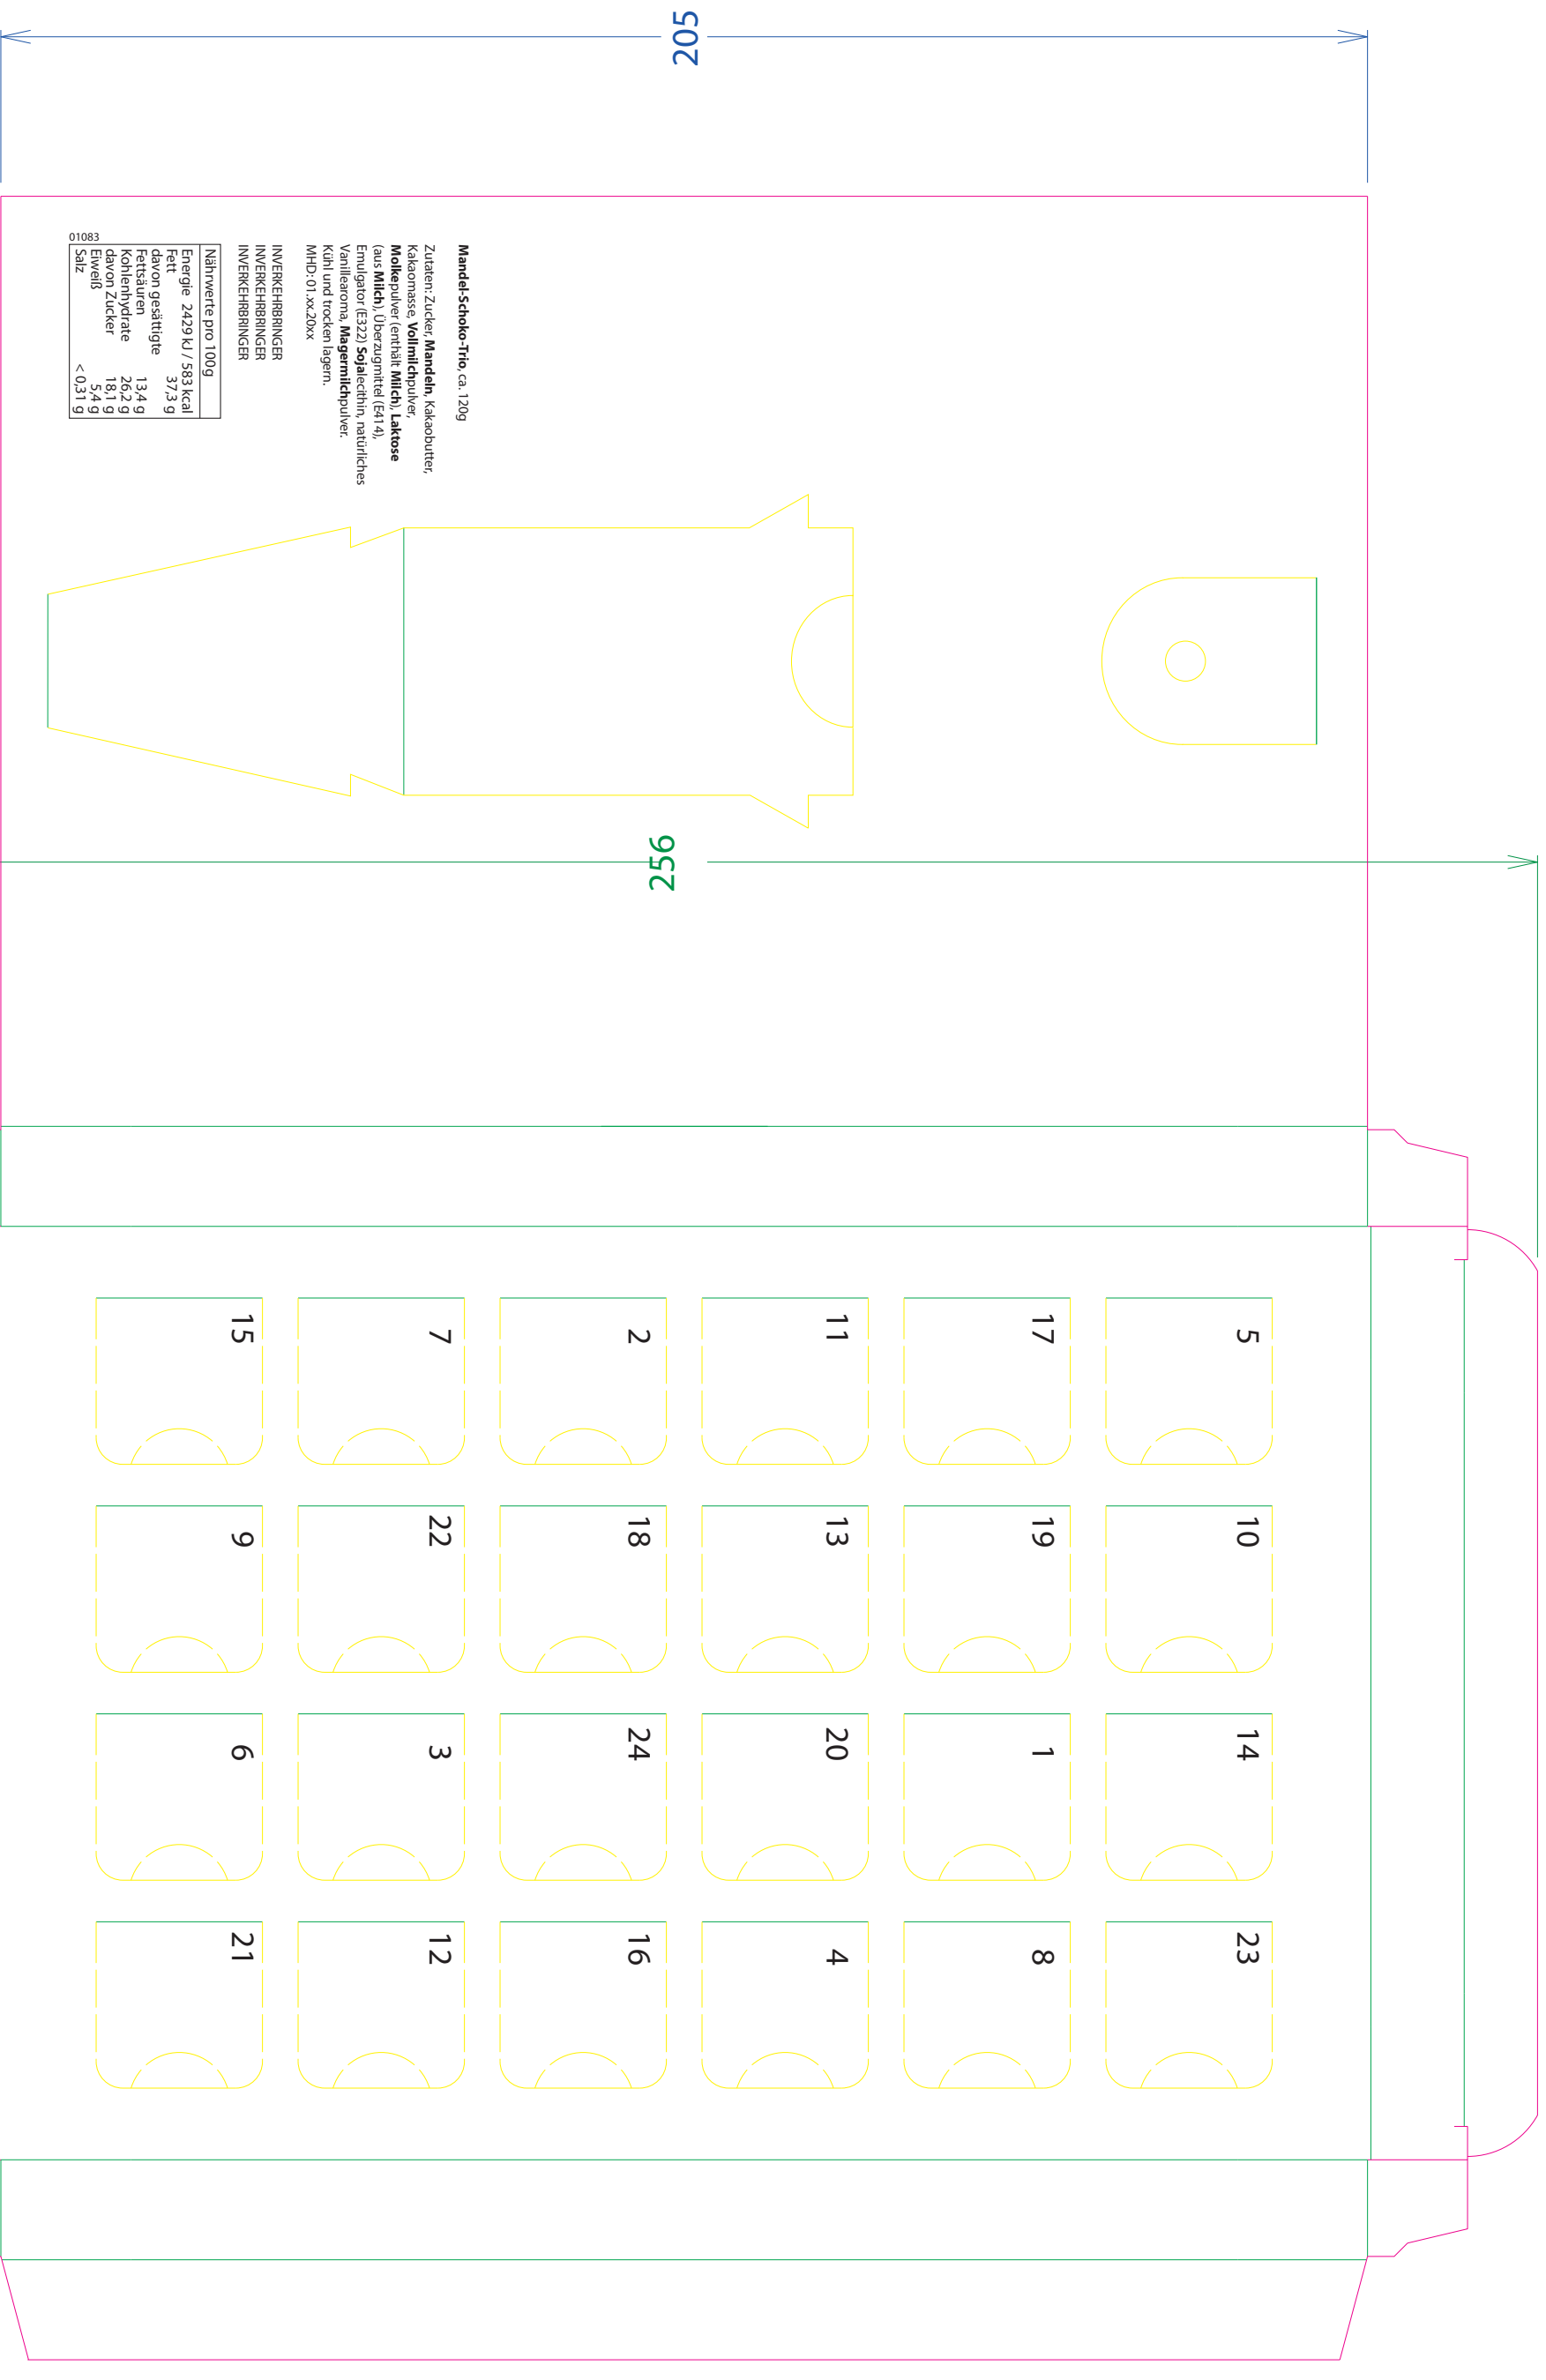 205
256
Mandel-Schoko-Trio, ca. 120g
Zutaten: Zucker, Mandeln, Kakaobutter,
Kakaomasse, Vollmilchpulver,
Molkepulver (enthält Milch), Laktose
(aus Milch), Überzugmittel (E414),
Emulgator (E322) Sojalecithin, natürliches
Vanillearoma, Magermilchpulver.
Kühl und trocken lagern.
MHD: 01.xx.20xx
INVERKEHRBRINGER
INVERKEHRBRINGER
INVERKEHRBRINGER
Nährwerte pro 100g
Energie 2429 kJ / 583 kcal
Fett 37,3 g
davon gesättigte
Fettsäuren 13,4 g
Kohlenhydrate 26,2 g
davon Zucker 18,1 g
Eiweiß 5,4 g
Salz < 0,31 g
01083
5 10 14 23
17 19 1 8
11 13 20 4
2 18 24 16
7 22 3 12
15 9 6 21